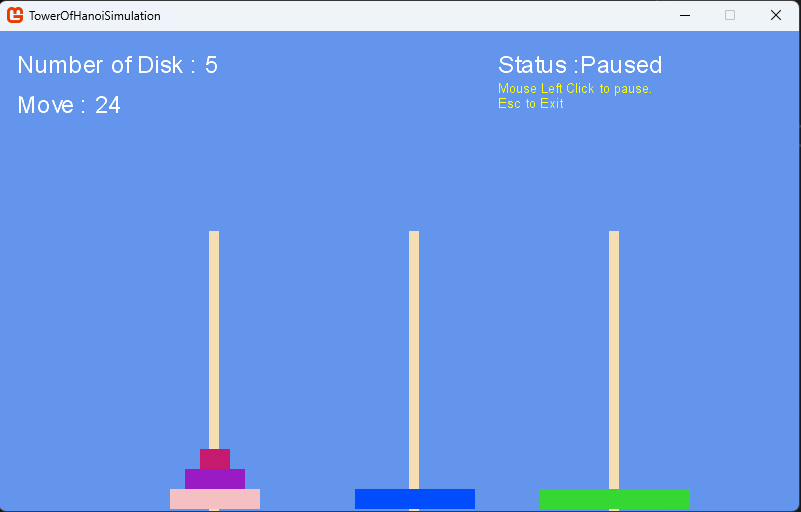 TowerOfHanoiSimulation
Number of Disk : 5
Status :Paused
Mouse Left Click to pause.
Esc to Exit
Move : 24